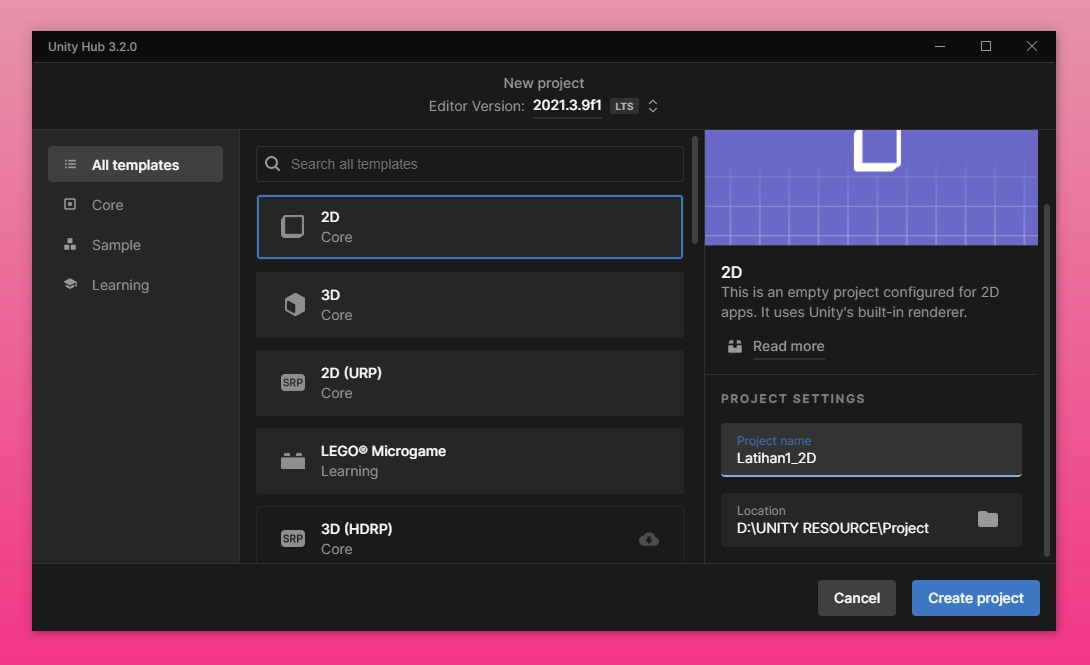 Unity Hub 3.2.0
New project
Editor Version: 2021.3.9f1 LTS
All templates
Core
Sample
Learning
Search all templates
2D
Core
3D
Core
SRP
2D (URP)
Core
LEGO® Microgame
Learning
SRP
3D (HDRP)
Core
2D
This is an empty project configured for 2D
apps. It uses Unity's built-in renderer.
Read more
PROJECT SETTINGS
Project name
Latihan1_2D
Location
D:\UNITY RESOURCE\Project
Cancel
Create project